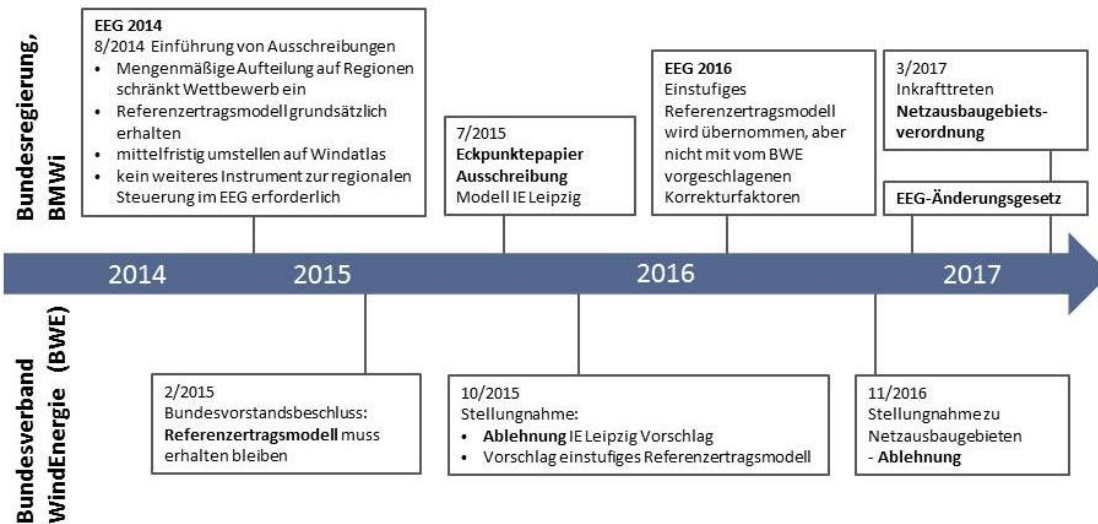 Bundesregierung,
BMWi
EEG 2014
8/2014 Einführung von Ausschreibungen
• Mengenmäßige Aufteilung auf Regionen
schränkt Wettbewerb ein
• Referenzertragsmodell grundsätzlich
erhalten
• mittelfristig umstellen auf Windatlas
• kein weiteres Instrument zur regionalen
Steuerung im EEG erforderlich
7/2015
Eckpunktepapier
Ausschreibung
Modell IE Leipzig
EEG 2016
Einstufiges
Referenzertragsmodell
wird übernommen, aber
nicht mit vom BWE
vorgeschlagenen
Korrekturfaktoren
3/2017
Inkrafttreten
Netzausbaugebiets-
verordnung
EEG-Änderungsgesetz
2014
2015
2016
2017
Bundesverband
WindEnergie (BWE)
2/2015
Bundesvorstandsbeschluss:
Referenzertragsmodell muss
erhalten bleiben
10/2015
Stellungnahme:
• Ablehnung IE Leipzig Vorschlag
• Vorschlag einstufiges Referenzertragsmodell
11/2016
Stellungnahme zu
Netzausbaugebieten
- Ablehnung